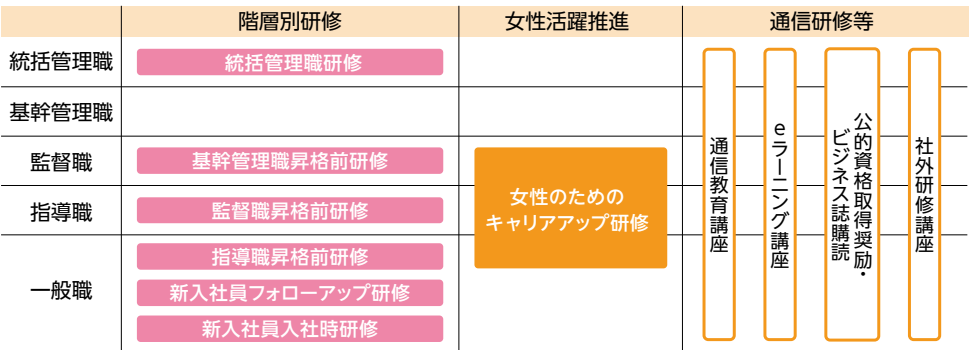 階層別研修 女性活躍推進 通信研修等
統括管理職 統括管理職研修
基幹管理職
監督職 基幹管理職昇格前研修
指導職 監督職昇格前研修
女性のための
キャリアアップ研修
一般職
指導職昇格前研修
新入社員フォローアップ研修
新入社員入社時研修
通信教育講座
eラーニング講座
公的資格取得奨励・
ビジネス誌購読
社外研修講座